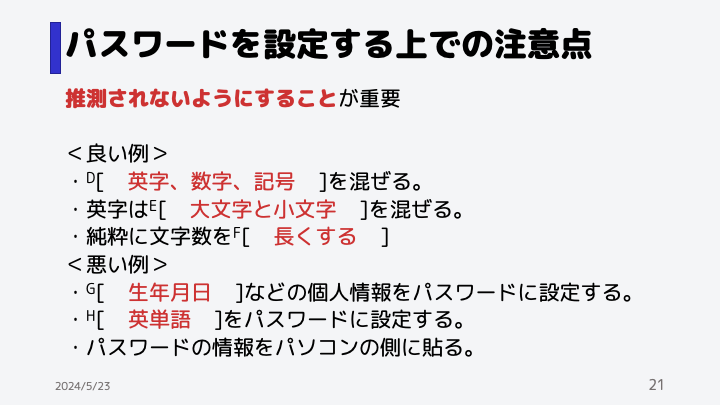 パスワードを設定する上での注意点
推測されないようにすることが重要
＜良い例＞
・D[　英字、数字、記号　]を混ぜる。
・英字はE[　大文字と小文字　]を混ぜる。
・純粋に文字数をF[　長くする　]
＜悪い例＞
・G[　生年月日　]などの個人情報をパスワードに設定する。
・H[　英単語　]をパスワードに設定する。
・パスワードの情報をパソコンの側に貼る。
2024/5/23
21